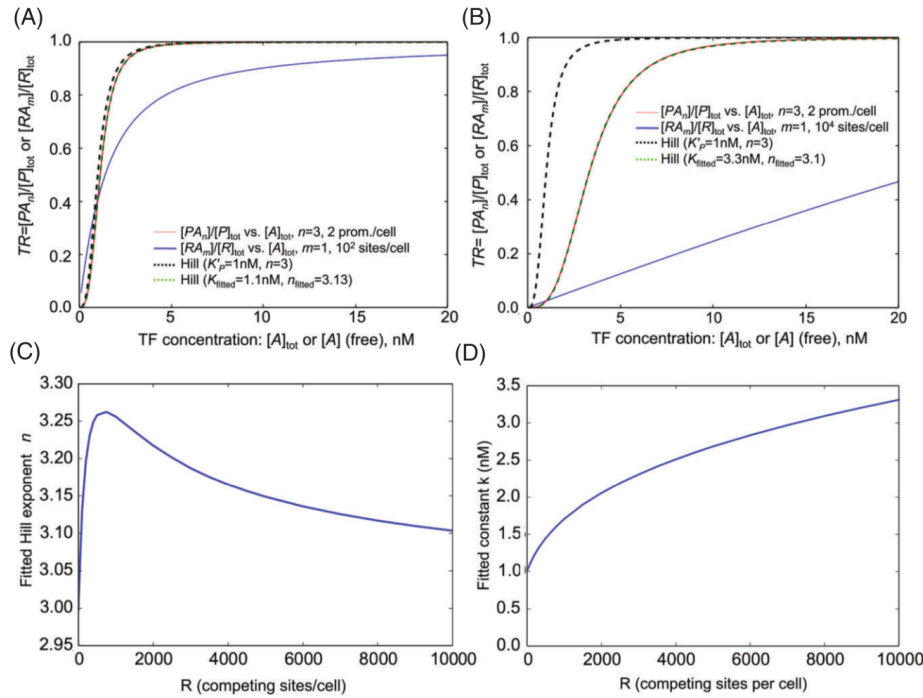 (A)
TR=[PAₙ]/[P]ₜₒₜ or [RAₘ]/[R]ₜₒₜ
1.0
0.8
0.6
0.4
0.2
0.0
[PAₙ]/[P]ₜₒₜ vs. [A]ₜₒₜ, n=3, 2 prom./cell
[RAₘ]/[R]ₜₒₜ vs. [A]ₜₒₜ, m=1, 10² sites/cell
Hill (K'ₚ=1nM, n=3)
Hill (K_fitted=1.1nM, n_fitted=3.13)
0 5 10 15 20
TF concentration: [A]ₜₒₜ or [A] (free), nM
(B)
TR= [PAₙ]/[P]ₜₒₜ or [RAₘ]/[R]ₜₒₜ
1.0
0.8
0.6
0.4
0.2
0.0
[PAₙ]/[P]ₜₒₜ vs. [A]ₜₒₜ, n=3, 2 prom./cell
[RAₘ]/[R]ₜₒₜ vs. [A]ₜₒₜ, m=1, 10⁴ sites/cell
Hill (K'ₚ=1nM, n=3)
Hill (K_fitted=3.3nM, n_fitted=3.1)
0 5 10 15 20
TF concentration: [A]ₜₒₜ or [A] (free), nM
(C)
Fitted Hill exponent n
3.30
3.25
3.20
3.15
3.10
3.05
3.00
2.95
0 2000 4000 6000 8000 10000
R (competing sites/cell)
(D)
Fitted constant k (nM)
3.5
3.0
2.5
2.0
1.5
1.0
0.5
0.0
0 2000 4000 6000 8000 10000
R (competing sites per cell)